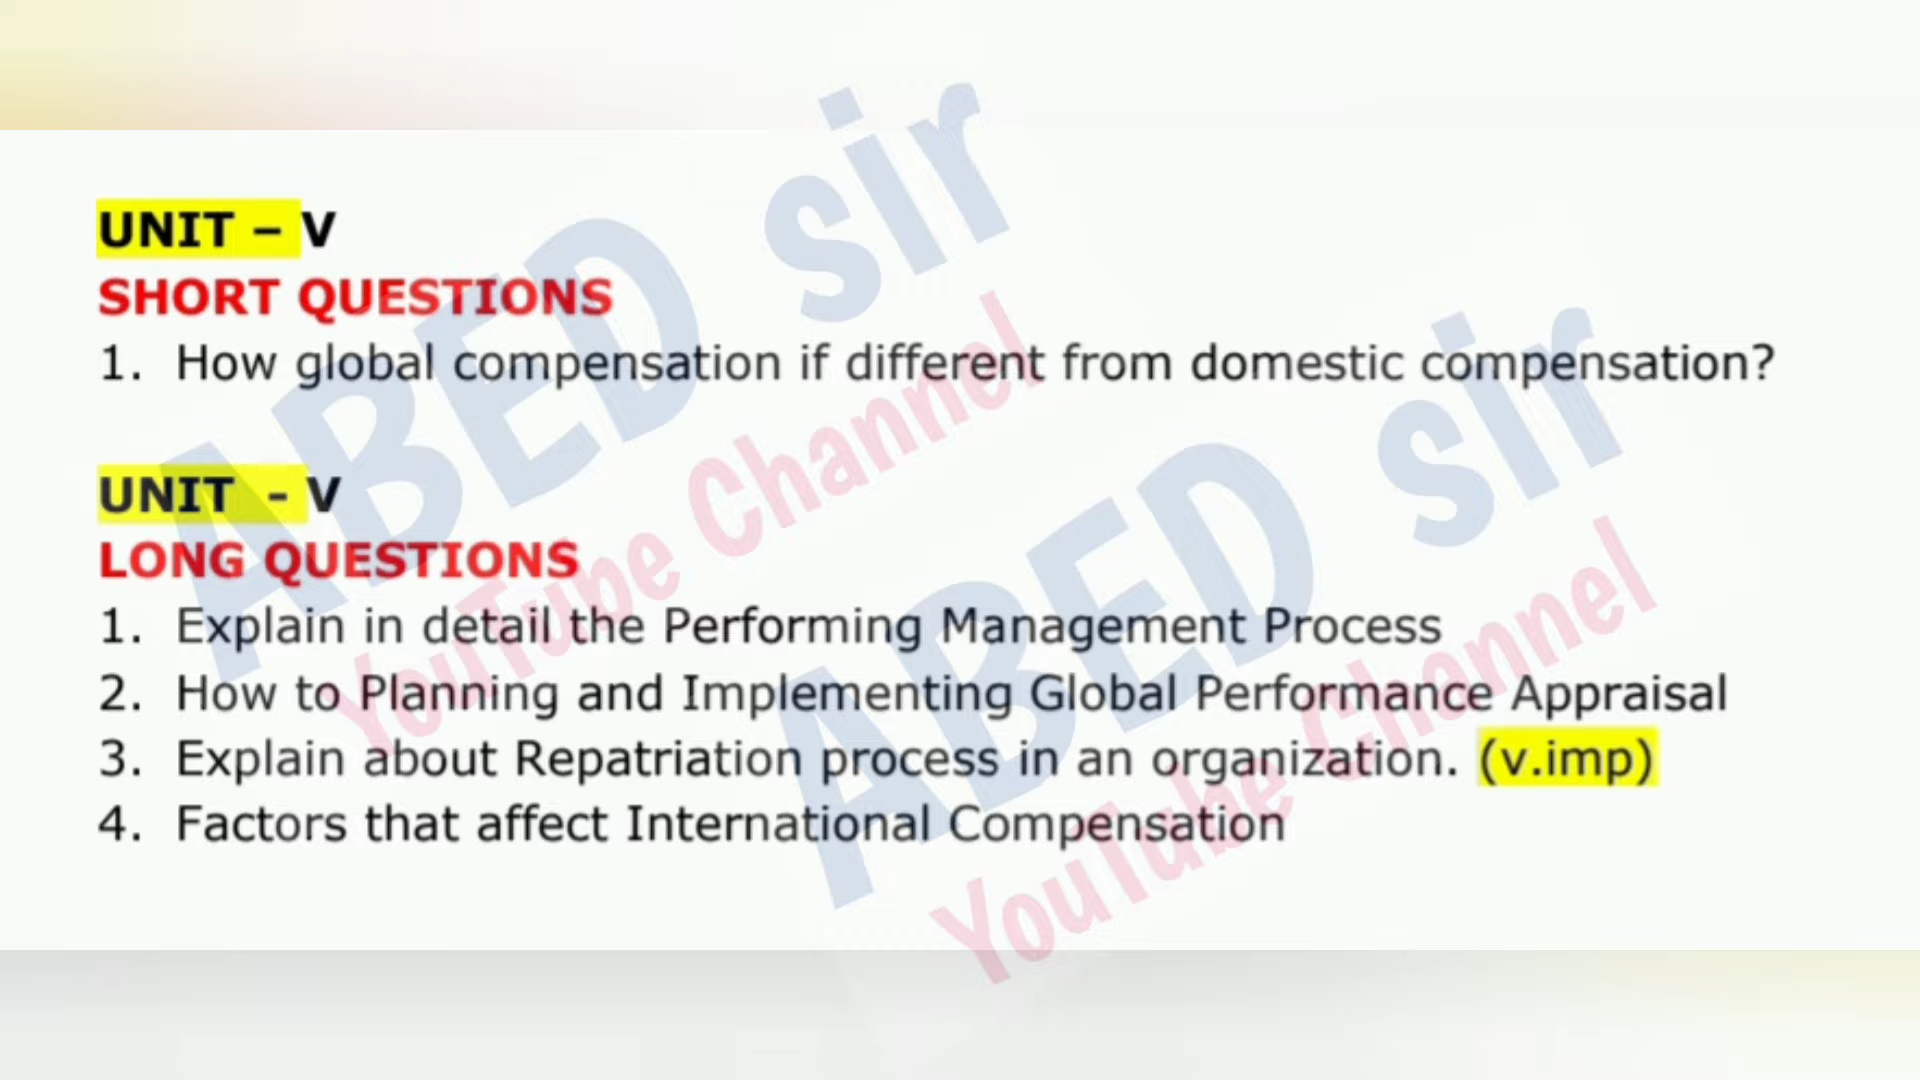 UNIT – V
SHORT QUESTIONS
1. How global compensation if different from domestic compensation?
UNIT - V
LONG QUESTIONS
1. Explain in detail the Performing Management Process
2. How to Planning and Implementing Global Performance Appraisal
3. Explain about Repatriation process in an organization. (v.imp)
4. Factors that affect International Compensation
ABED sir
YouTube Channel
ABED sir
YouTube Channel